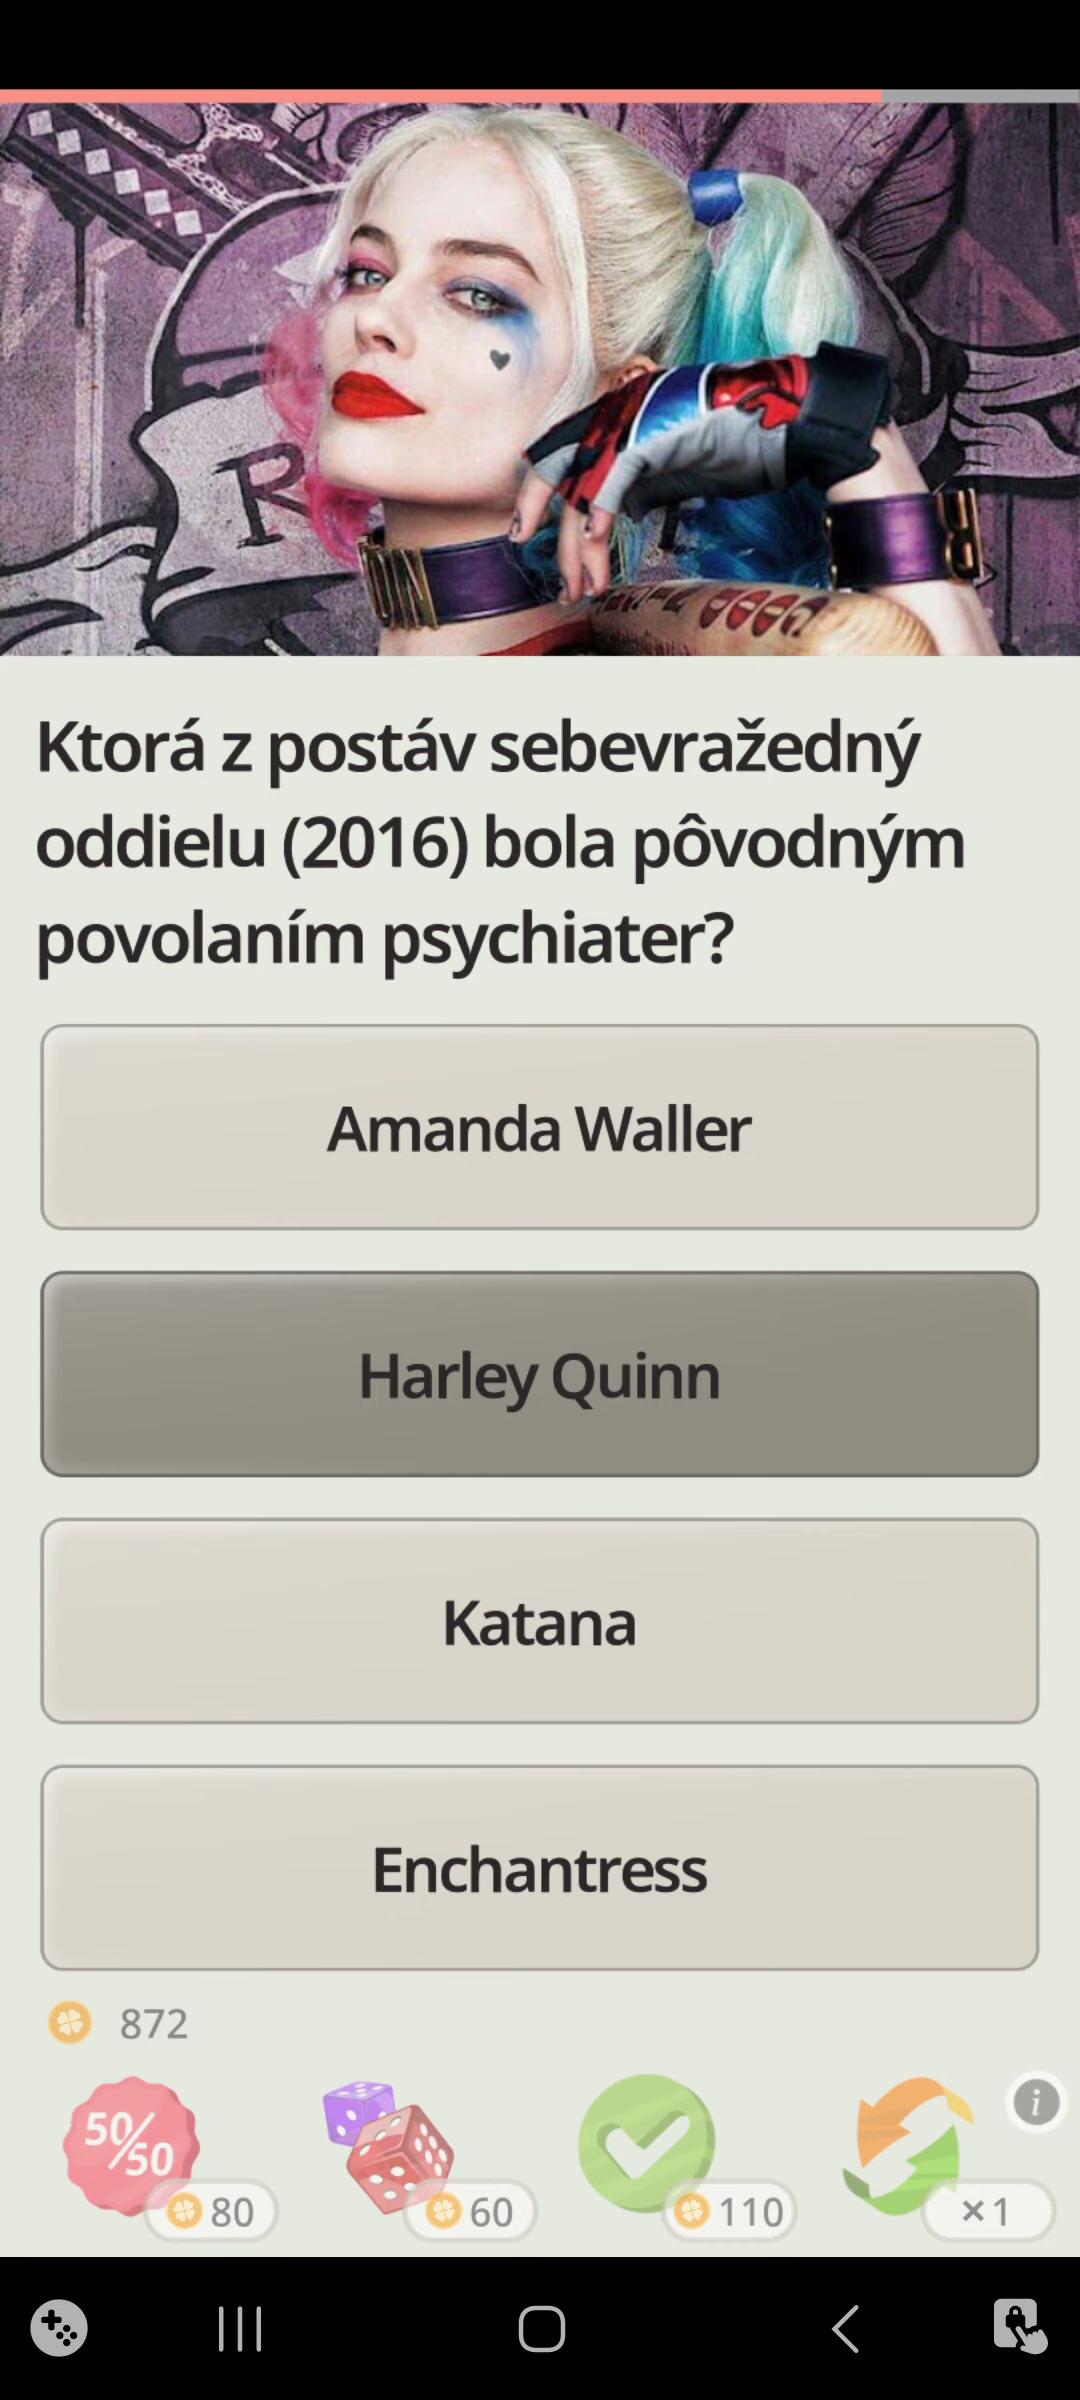 R
Ktorá z postáv sebevražedný
oddielu (2016) bola pôvodným
povolaním psychiater?
Amanda Waller
Harley Quinn
Katana
Enchantress
872
50/50
80
60
110
×1
i